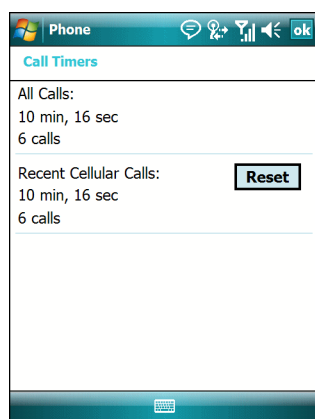 Phone
ok
Call Timers
All Calls:
10 min, 16 sec
6 calls
Recent Cellular Calls:
Reset
10 min, 16 sec
6 calls